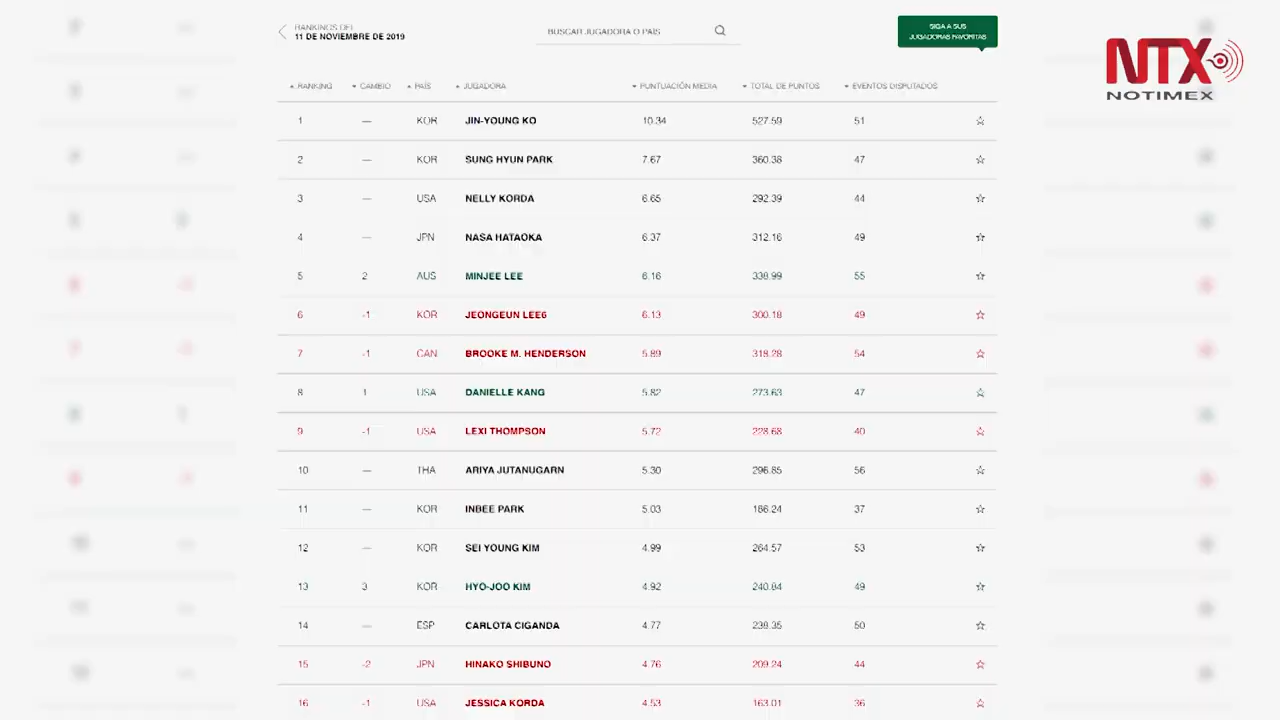 RANKINGS DEL
11 DE NOVIEMBRE DE 2019
BUSCAR JUGADORA O PAÍS
SIGA A SUS
JUGADORAS FAVORITAS
NTX
NOTIMEX
RANKING CAMBIO PAÍS JUGADORA PUNTUACIÓN MEDIA TOTAL DE PUNTOS EVENTOS DISPUTADOS
1 — KOR JIN-YOUNG KO 10.34 527.59 51
2 — KOR SUNG HYUN PARK 7.67 360.38 47
3 — USA NELLY KORDA 6.65 292.39 44
4 — JPN NASA HATAOKA 6.37 312.16 49
5 2 AUS MINJEE LEE 6.16 338.99 55
6 -1 KOR JEONGEUN LEE6 6.13 300.18 49
7 -1 CAN BROOKE M. HENDERSON 5.89 318.28 54
8 1 USA DANIELLE KANG 5.82 273.63 47
9 -1 USA LEXI THOMPSON 5.72 228.68 40
10 — THA ARIYA JUTANUGARN 5.30 296.85 56
11 — KOR INBEE PARK 5.03 186.24 37
12 — KOR SEI YOUNG KIM 4.99 264.57 53
13 3 KOR HYO-JOO KIM 4.92 240.84 49
14 — ESP CARLOTA CIGANDA 4.77 238.35 50
15 -2 JPN HINAKO SHIBUNO 4.76 209.24 44
16 -1 USA JESSICA KORDA 4.53 163.01 36